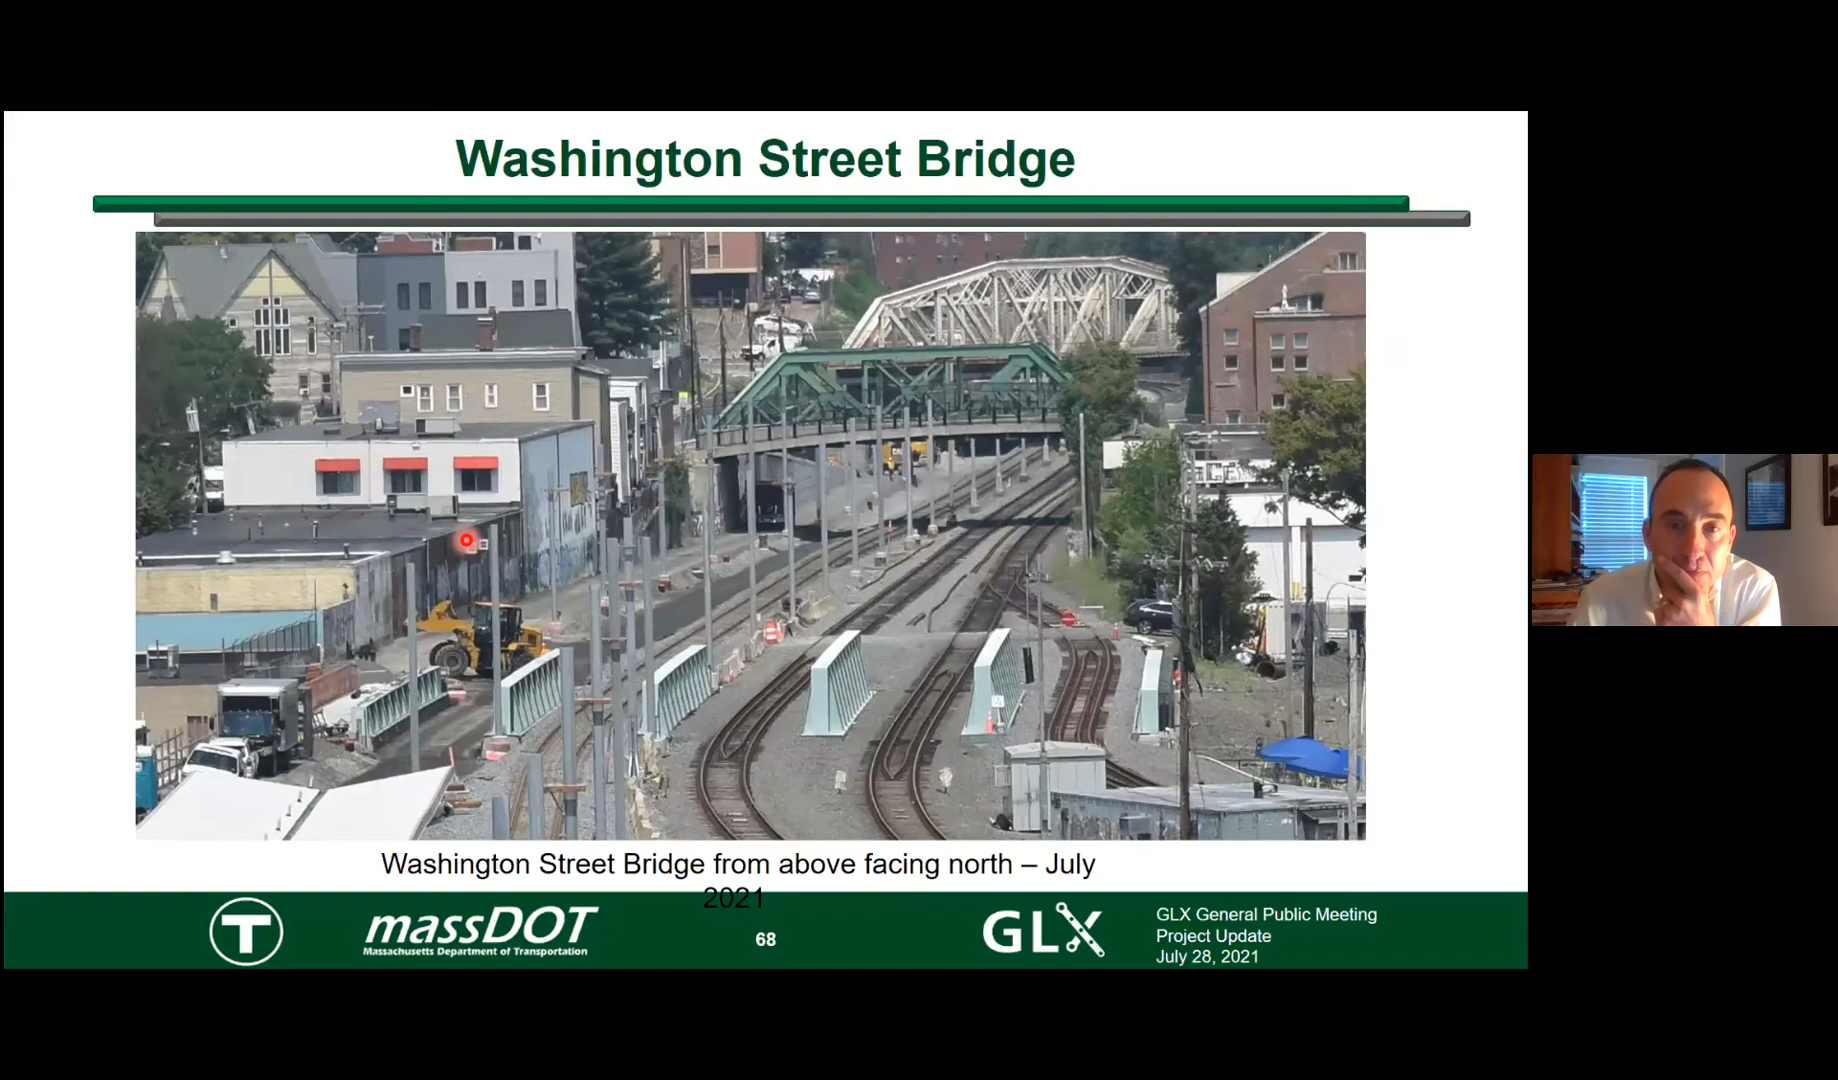 Washington Street Bridge
Washington Street Bridge from above facing north – July
2021
T
massDOT
Massachusetts Department of Transportation
68
GLX
GLX General Public Meeting
Project Update
July 28, 2021